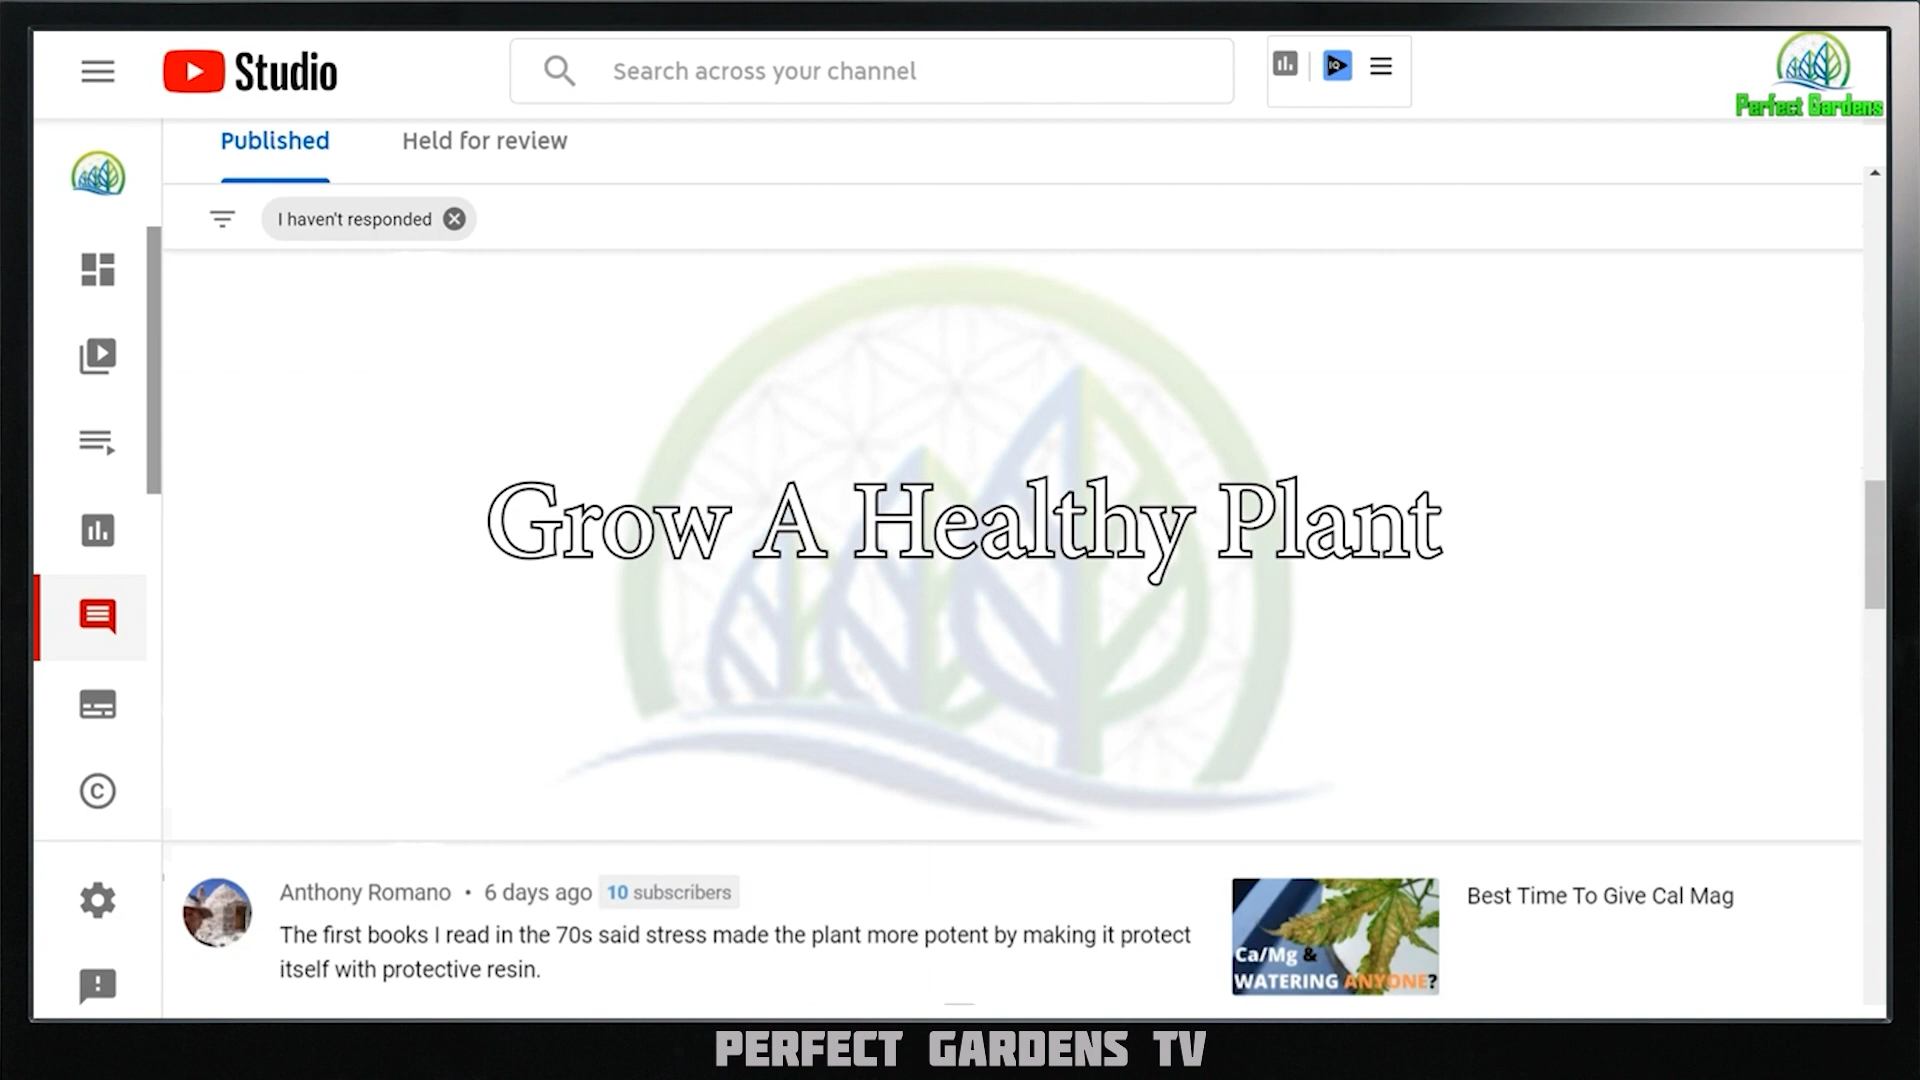 Studio
Search across your channel
IQ
Perfect Gardens
Published
Held for review
I haven't responded
Grow A Healthy Plant
Anthony Romano • 6 days ago 10 subscribers
The first books I read in the 70s said stress made the plant more potent by making it protect
itself with protective resin.
Ca/Mg &
WATERING ANYONE?
Best Time To Give Cal Mag
PERFECT GARDENS TV